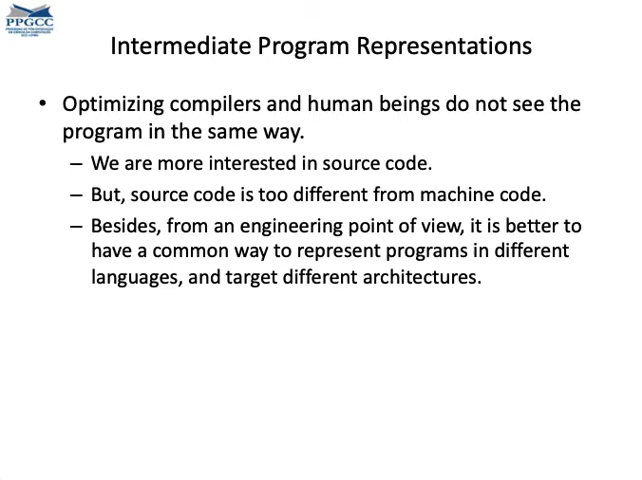 PPGCC
Intermediate Program Representations
• Optimizing compilers and human beings do not see the
program in the same way.
– We are more interested in source code.
– But, source code is too different from machine code.
– Besides, from an engineering point of view, it is better to
have a common way to represent programs in different
languages, and target different architectures.